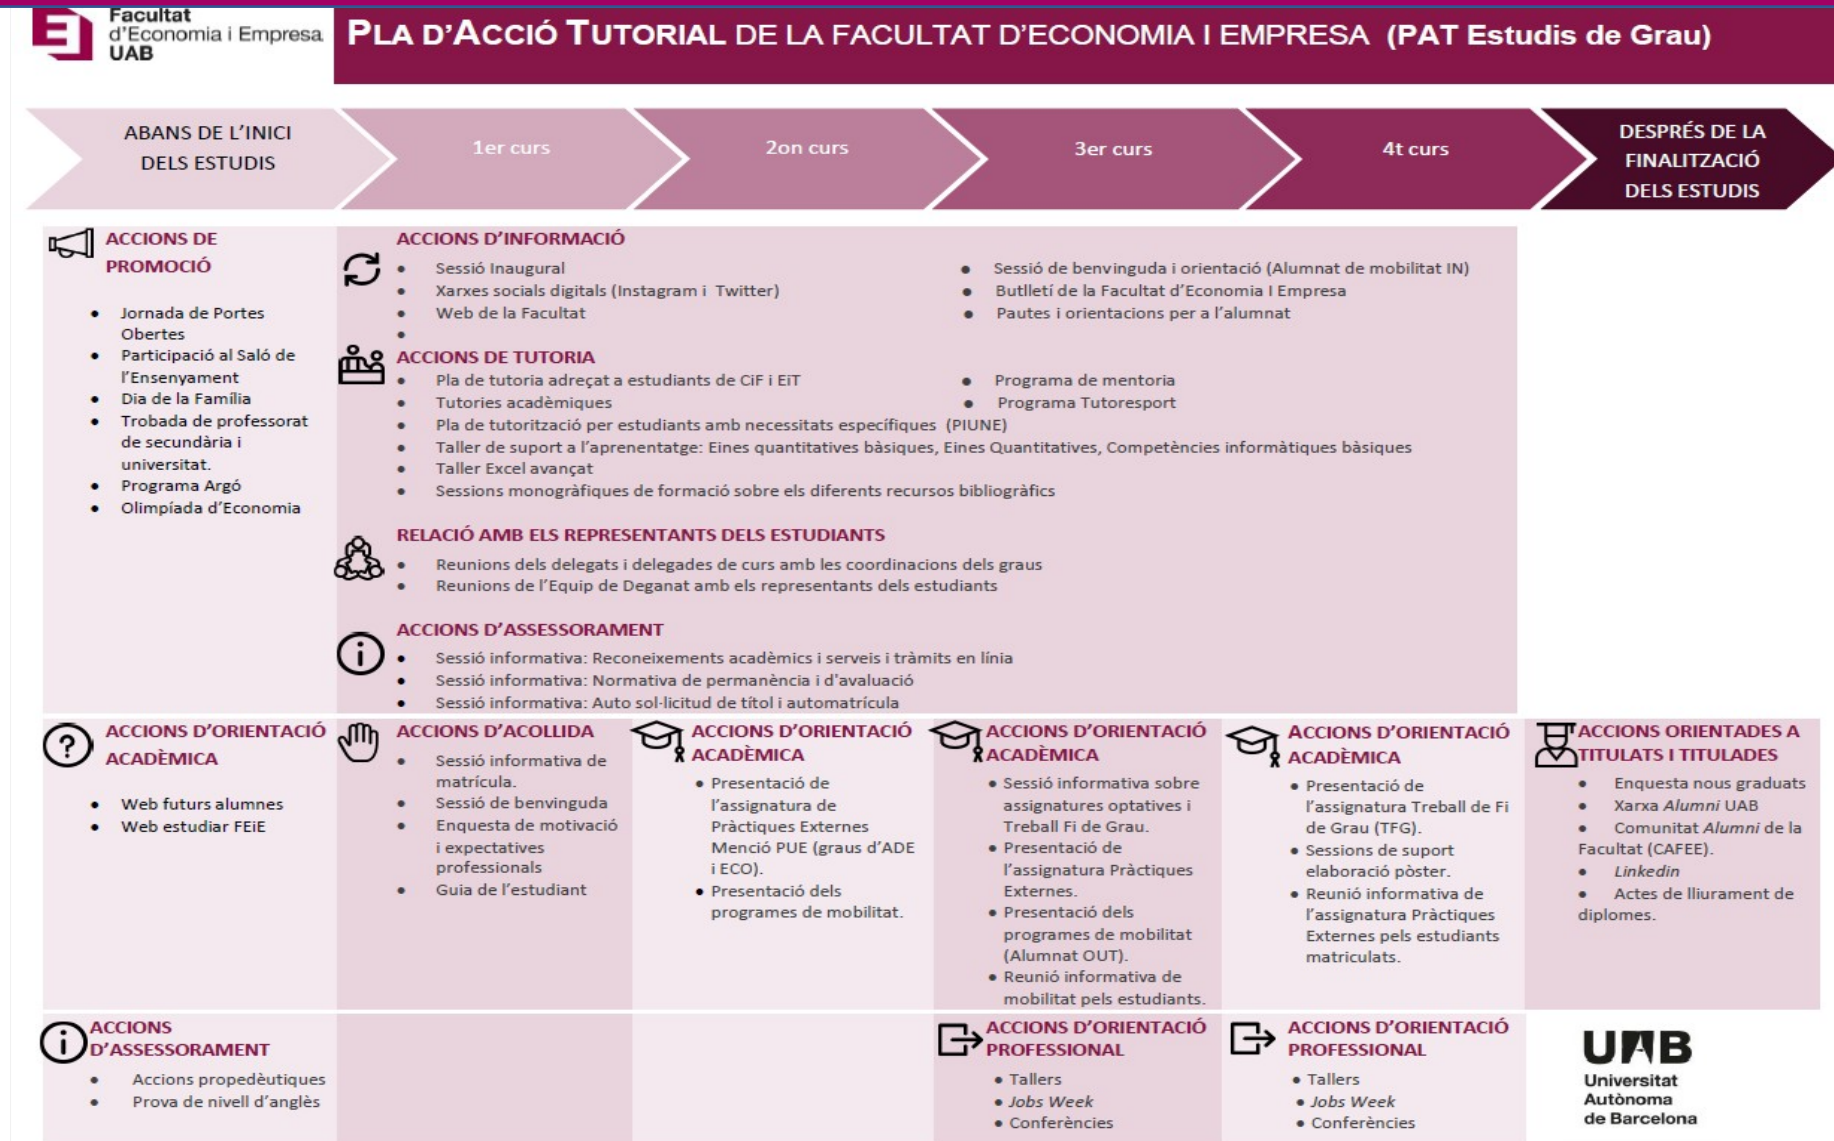 Facultat
d'Economia i Empresa
UAB
PLA D'ACCIÓ TUTORIAL DE LA FACULTAT D'ECONOMIA I EMPRESA (PAT Estudis de Grau)
ABANS DE L'INICI
DELS ESTUDIS
1er curs
2on curs
3er curs
4t curs
DESPRÉS DE LA
FINALITZACIÓ
DELS ESTUDIS
ACCIONS DE
PROMOCIÓ
• Jornada de Portes
Obertes
• Participació al Saló de
l'Ensenyament
• Dia de la Família
• Trobada de professorat
de secundària i
universitat.
• Programa Argó
• Olimpíada d'Economia
ACCIONS D'INFORMACIÓ
• Sessió Inaugural
• Xarxes socials digitals (Instagram i Twitter)
• Web de la Facultat
•
• Sessió de benvinguda i orientació (Alumnat de mobilitat IN)
• Butlletí de la Facultat d'Economia I Empresa
• Pautes i orientacions per a l'alumnat
ACCIONS DE TUTORIA
• Pla de tutoria adreçat a estudiants de CiF i EiT
• Tutories acadèmiques
• Programa de mentoria
• Programa Tutoresport
• Pla de tutorització per estudiants amb necessitats específiques (PIUNE)
• Taller de suport a l'aprenentatge: Eines quantitatives bàsiques, Eines Quantitatives, Competències informàtiques bàsiques
• Taller Excel avançat
• Sessions monogràfiques de formació sobre els diferents recursos bibliogràfics
RELACIÓ AMB ELS REPRESENTANTS DELS ESTUDIANTS
• Reunions dels delegats i delegades de curs amb les coordinacions dels graus
• Reunions de l'Equip de Deganat amb els representants dels estudiants
ACCIONS D'ASSESSORAMENT
• Sessió informativa: Reconeixements acadèmics i serveis i tràmits en línia
• Sessió informativa: Normativa de permanència i d'avaluació
• Sessió informativa: Auto sol·licitud de títol i automatrícula
ACCIONS D'ORIENTACIÓ
ACADÈMICA
• Web futurs alumnes
• Web estudiar FEiE
ACCIONS D'ACOLLIDA
• Sessió informativa de
matrícula.
• Sessió de benvinguda
• Enquesta de motivació
i expectatives
professionals
• Guia de l'estudiant
ACCIONS D'ORIENTACIÓ
ACADÈMICA
• Presentació de
l'assignatura de
Pràctiques Externes
Menció PUE (graus d'ADE
i ECO).
• Presentació dels
programes de mobilitat.
ACCIONS D'ORIENTACIÓ
ACADÈMICA
• Sessió informativa sobre
assignatures optatives i
Treball Fi de Grau.
• Presentació de
l'assignatura Pràctiques
Externes.
• Presentació dels
programes de mobilitat
(Alumnat OUT).
• Reunió informativa de
mobilitat pels estudiants.
ACCIONS D'ORIENTACIÓ
ACADÈMICA
• Presentació de
l'assignatura Treball de Fi
de Grau (TFG).
• Sessions de suport
elaboració pòster.
• Reunió informativa de
l'assignatura Pràctiques
Externes pels estudiants
matriculats.
ACCIONS ORIENTADES A
TITULATS I TITULADES
• Enquesta nous graduats
• Xarxa Alumni UAB
• Comunitat Alumni de la
Facultat (CAFEE).
• Linkedin
• Actes de lliurament de
diplomes.
ACCIONS
D'ASSESSORAMENT
• Accions propedèutiques
• Prova de nivell d'anglès
ACCIONS D'ORIENTACIÓ
PROFESSIONAL
• Tallers
• Jobs Week
• Conferències
ACCIONS D'ORIENTACIÓ
PROFESSIONAL
• Tallers
• Jobs Week
• Conferències
UAB
Universitat
Autònoma
de Barcelona